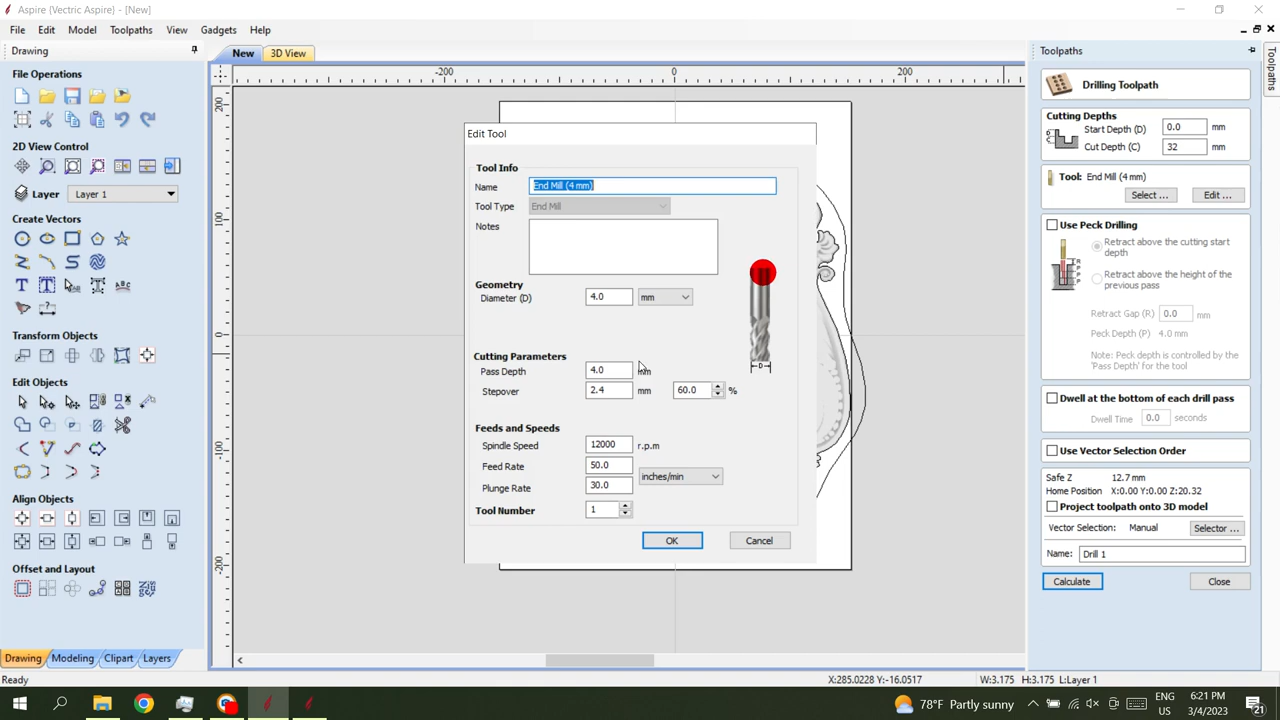 Aspire (Vectric Aspire) - [New]
File Edit Model Toolpaths View Gadgets Help
Drawing
File Operations
2D View Control
Layer Layer 1
Create Vectors
Transform Objects
Edit Objects
Align Objects
Offset and Layout
Drawing Modeling Clipart Layers
Ready
New 3D View
-200 0 200
200
100
0
-100
-200
Edit Tool
Tool Info
Name End Mill (4 mm)
Tool Type End Mill
Notes
Geometry
Diameter (D) 4.0 mm
D
Cutting Parameters
Pass Depth 4.0 mm
Stepover 2.4 mm 60.0 %
Feeds and Speeds
Spindle Speed 12000 r.p.m
Feed Rate 50.0
inches/min
Plunge Rate 30.0
Tool Number 1
OK Cancel
Toolpaths
Toolpaths
Drilling Toolpath
Cutting Depths
Start Depth (D) 0.0 mm
Cut Depth (C) 32 mm
Tool: End Mill (4 mm)
Select ... Edit ...
Use Peck Drilling
Retract above the cutting start
depth
Retract above the height of the
previous pass
Retract Gap (R) 0.0 mm
Peck Depth (P) 4.0 mm
Note: Peck depth is controlled by the
'Pass Depth' for the tool
Dwell at the bottom of each drill pass
Dwell Time 0.0 seconds
Use Vector Selection Order
Safe Z 12.7 mm
Home Position X:0.00 Y:0.00 Z:20.32
Project toolpath onto 3D model
Vector Selection: Manual Selector ...
Name: Drill 1
Calculate Close
X:285.0228 Y:-16.0517 W:3.175 H:3.175 L:Layer 1
78°F Partly sunny
ENG
US
6:21 PM
3/4/2023
21